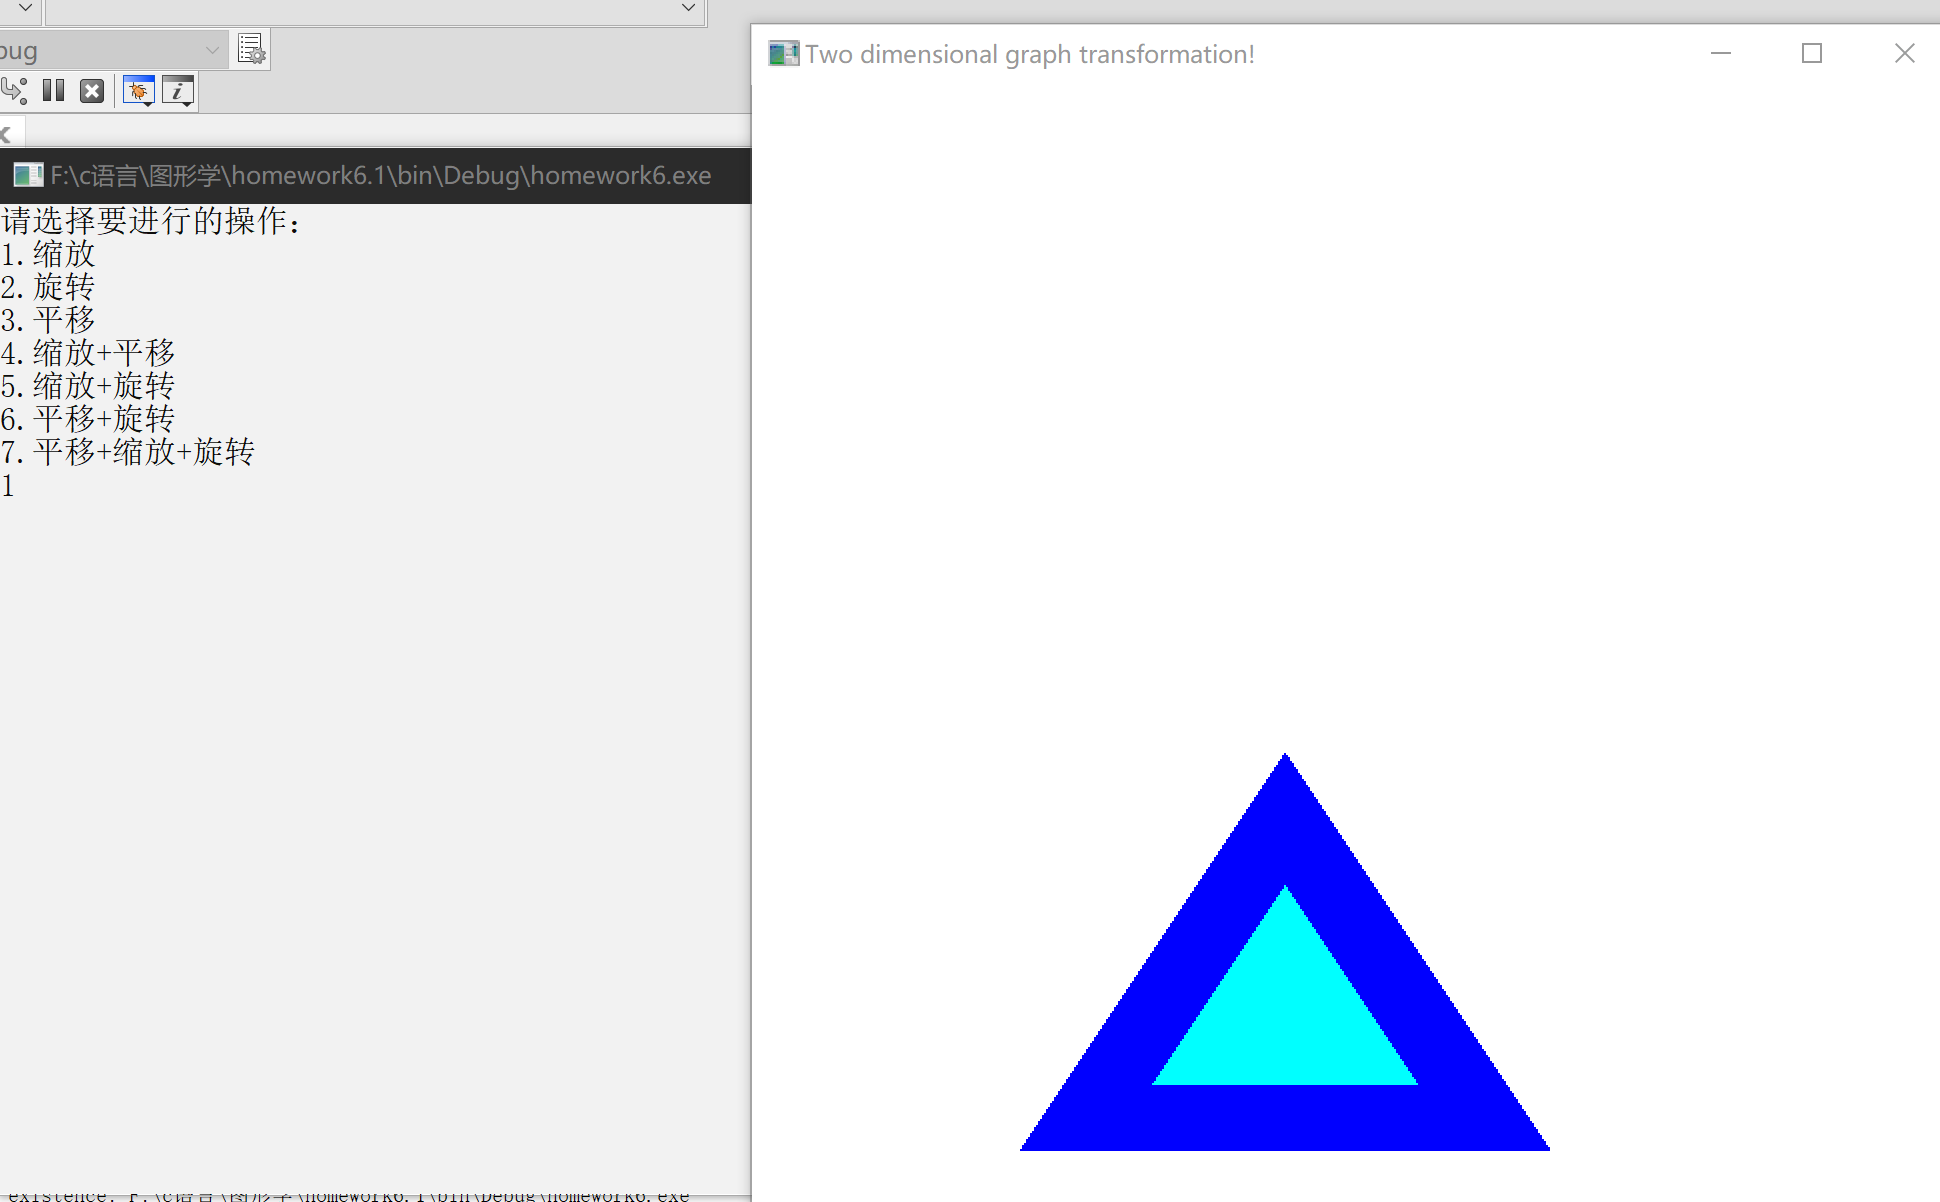 bug
Two dimensional graph transformation!
F:\c语言\图形学\homework6.1\bin\Debug\homework6.exe
请选择要进行的操作：
1.缩放
2.旋转
3.平移
4.缩放+平移
5.缩放+旋转
6.平移+旋转
7.平移+缩放+旋转
1
existence: F:\c语言\图形学\homework6.1\bin\Debug\homework6.exe